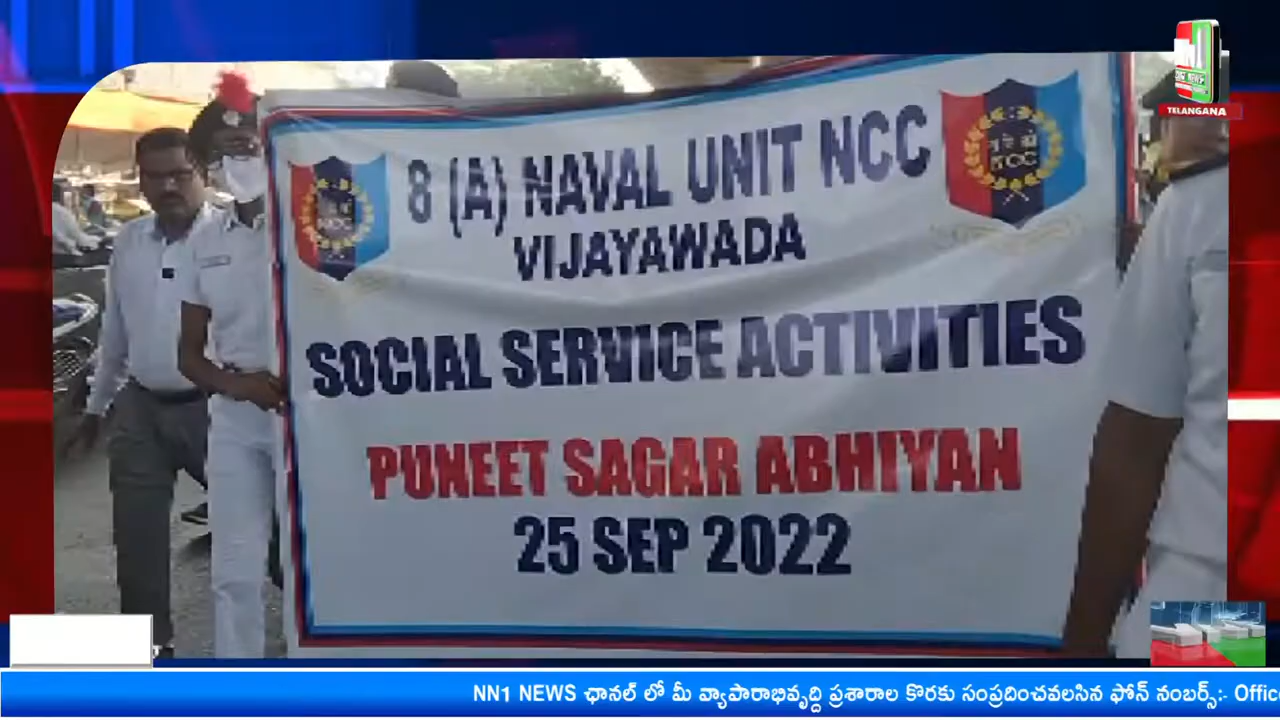 TELANGANA
8 (A) NAVAL UNIT NCC
VIJAYAWADA
SOCIAL SERVICE ACTIVITIES
PUNEET SAGAR ABHIYAN
25 SEP 2022
NN1 NEWS ఛానల్ లో మీ వ్యాపారాభివృద్ది ప్రశారాల కొరకు సంప్రదించవలసిన ఫోన్ నంబర్స్:- Office